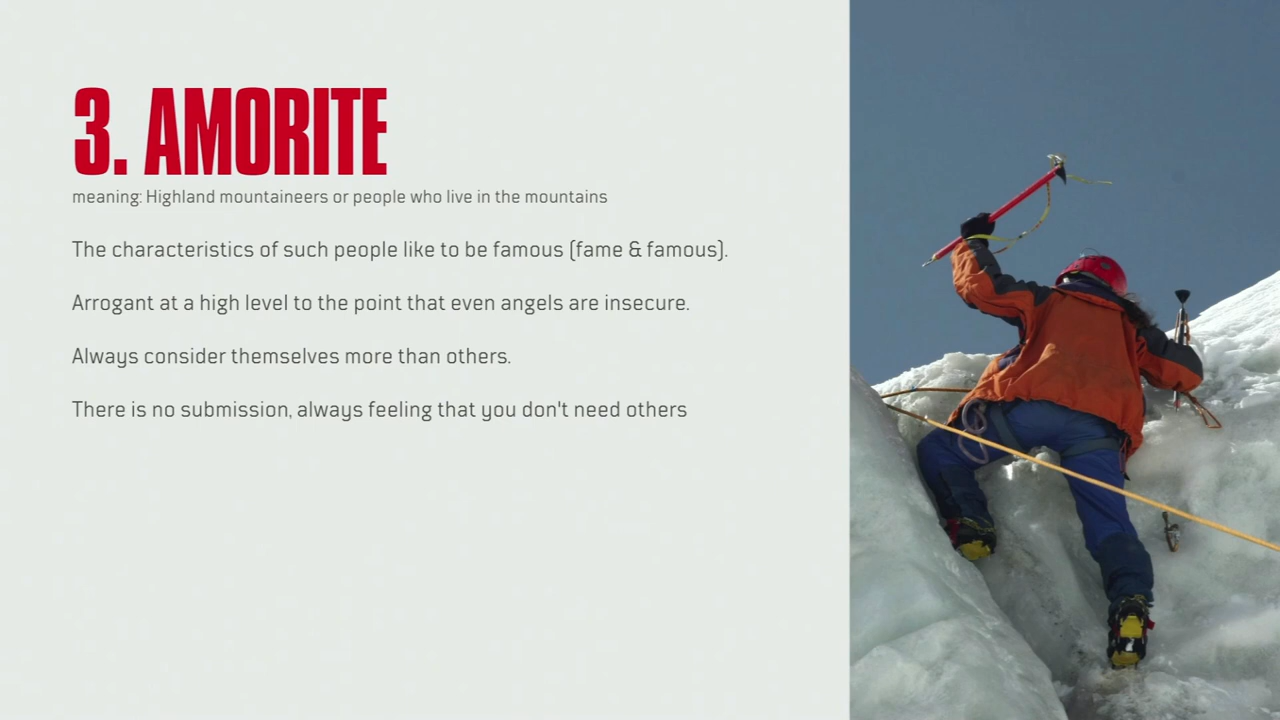 3. AMORITE
meaning: Highland mountaineers or people who live in the mountains
The characteristics of such people like to be famous (fame & famous).
Arrogant at a high level to the point that even angels are insecure.
Always consider themselves more than others.
There is no submission, always feeling that you don't need others